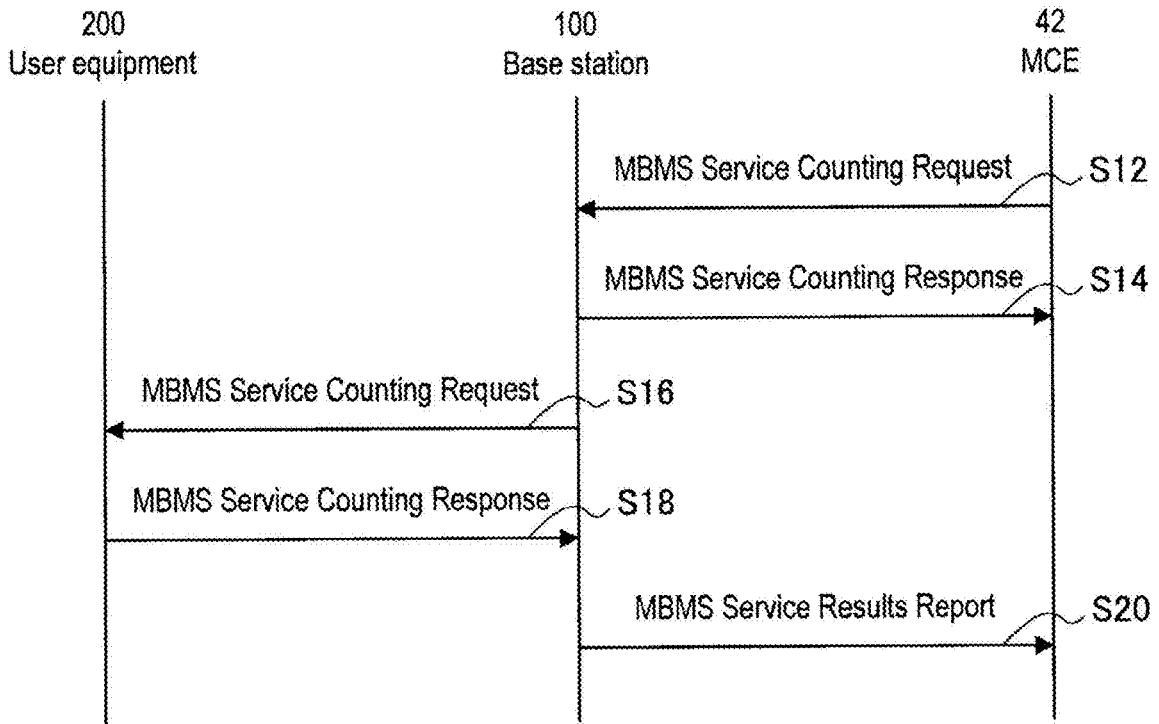 200
User equipment
100
Base station
42
MCE
MBMS Service Counting Request
S12
MBMS Service Counting Response
S14
MBMS Service Counting Request
S16
MBMS Service Counting Response
S18
MBMS Service Results Report
S20